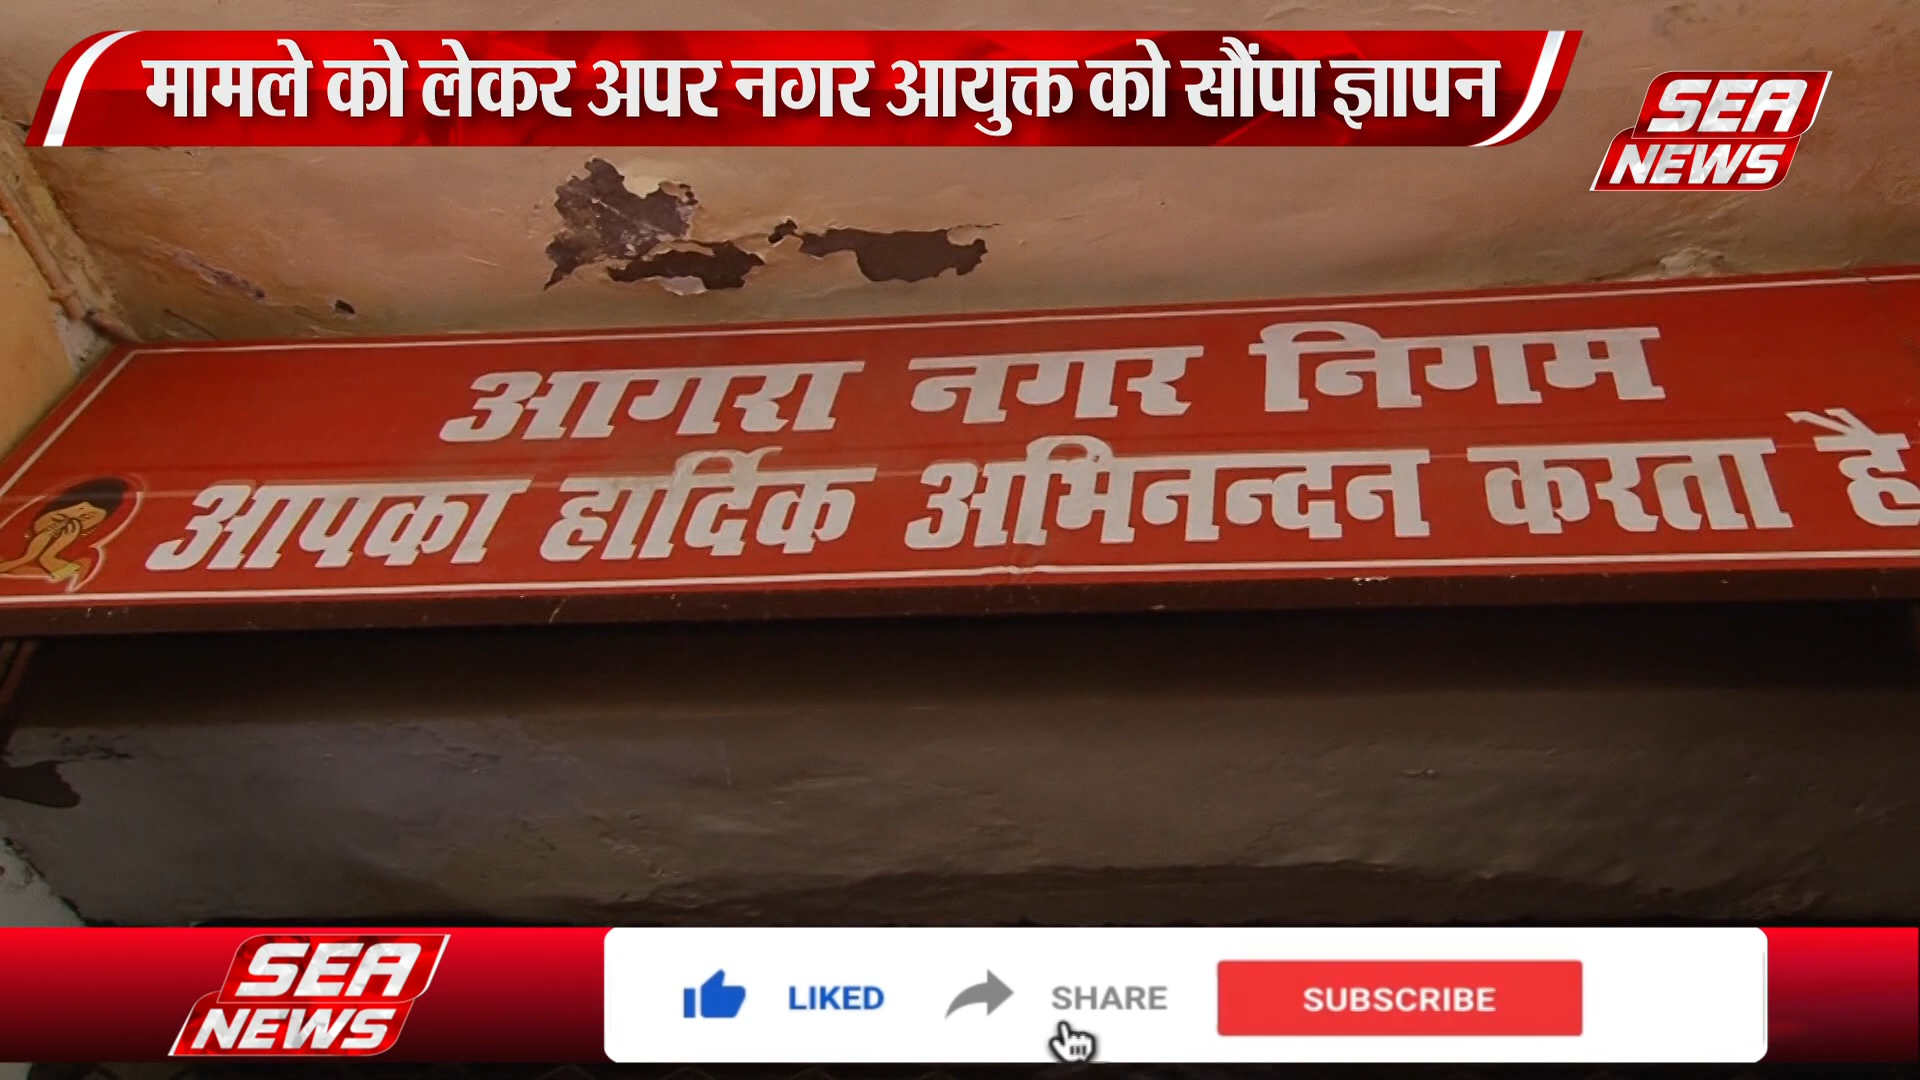 मामले को लेकर अपर नगर आयुक्त को सौंपा ज्ञापन
SEA
NEWS
आगरा नगर निगम
आपका हार्दिक अभिनन्दन करता है
SEA
NEWS
LIKED
SHARE
SUBSCRIBE